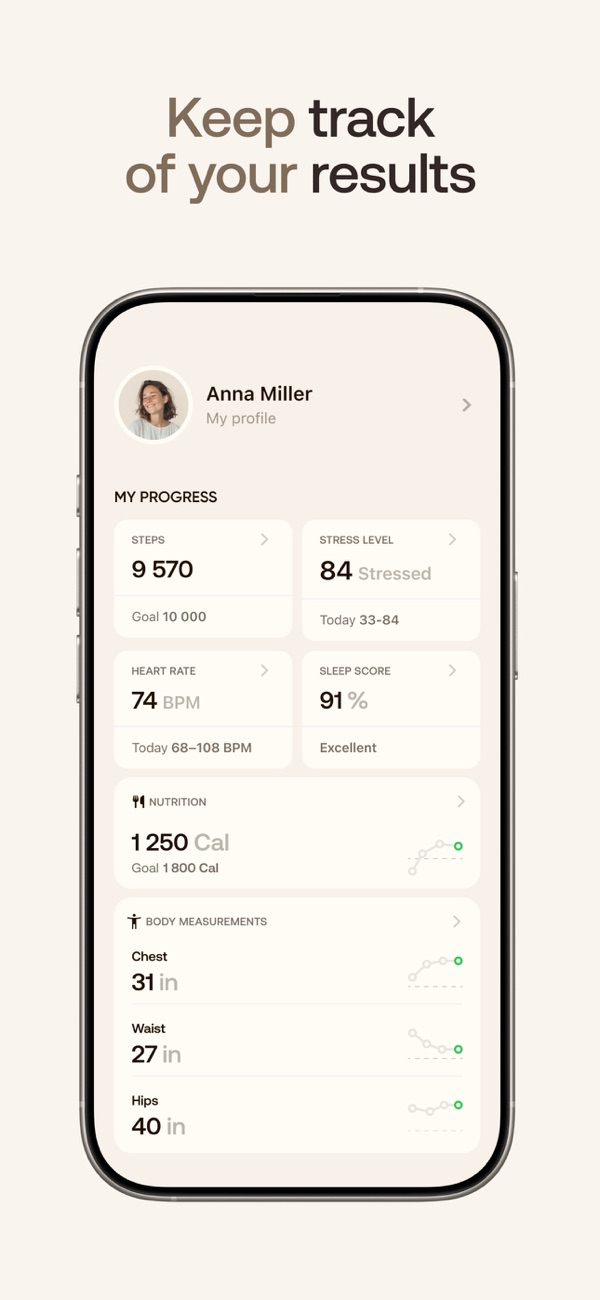 Keep track
of your results
Anna Miller
My profile
MY PROGRESS
STEPS
9 570
Goal 10 000
STRESS LEVEL
84 Stressed
Today 33-84
HEART RATE
74 BPM
Today 68–108 BPM
SLEEP SCORE
91 %
Excellent
NUTRITION
1 250 Cal
Goal 1 800 Cal
BODY MEASUREMENTS
Chest
31 in
Waist
27 in
Hips
40 in